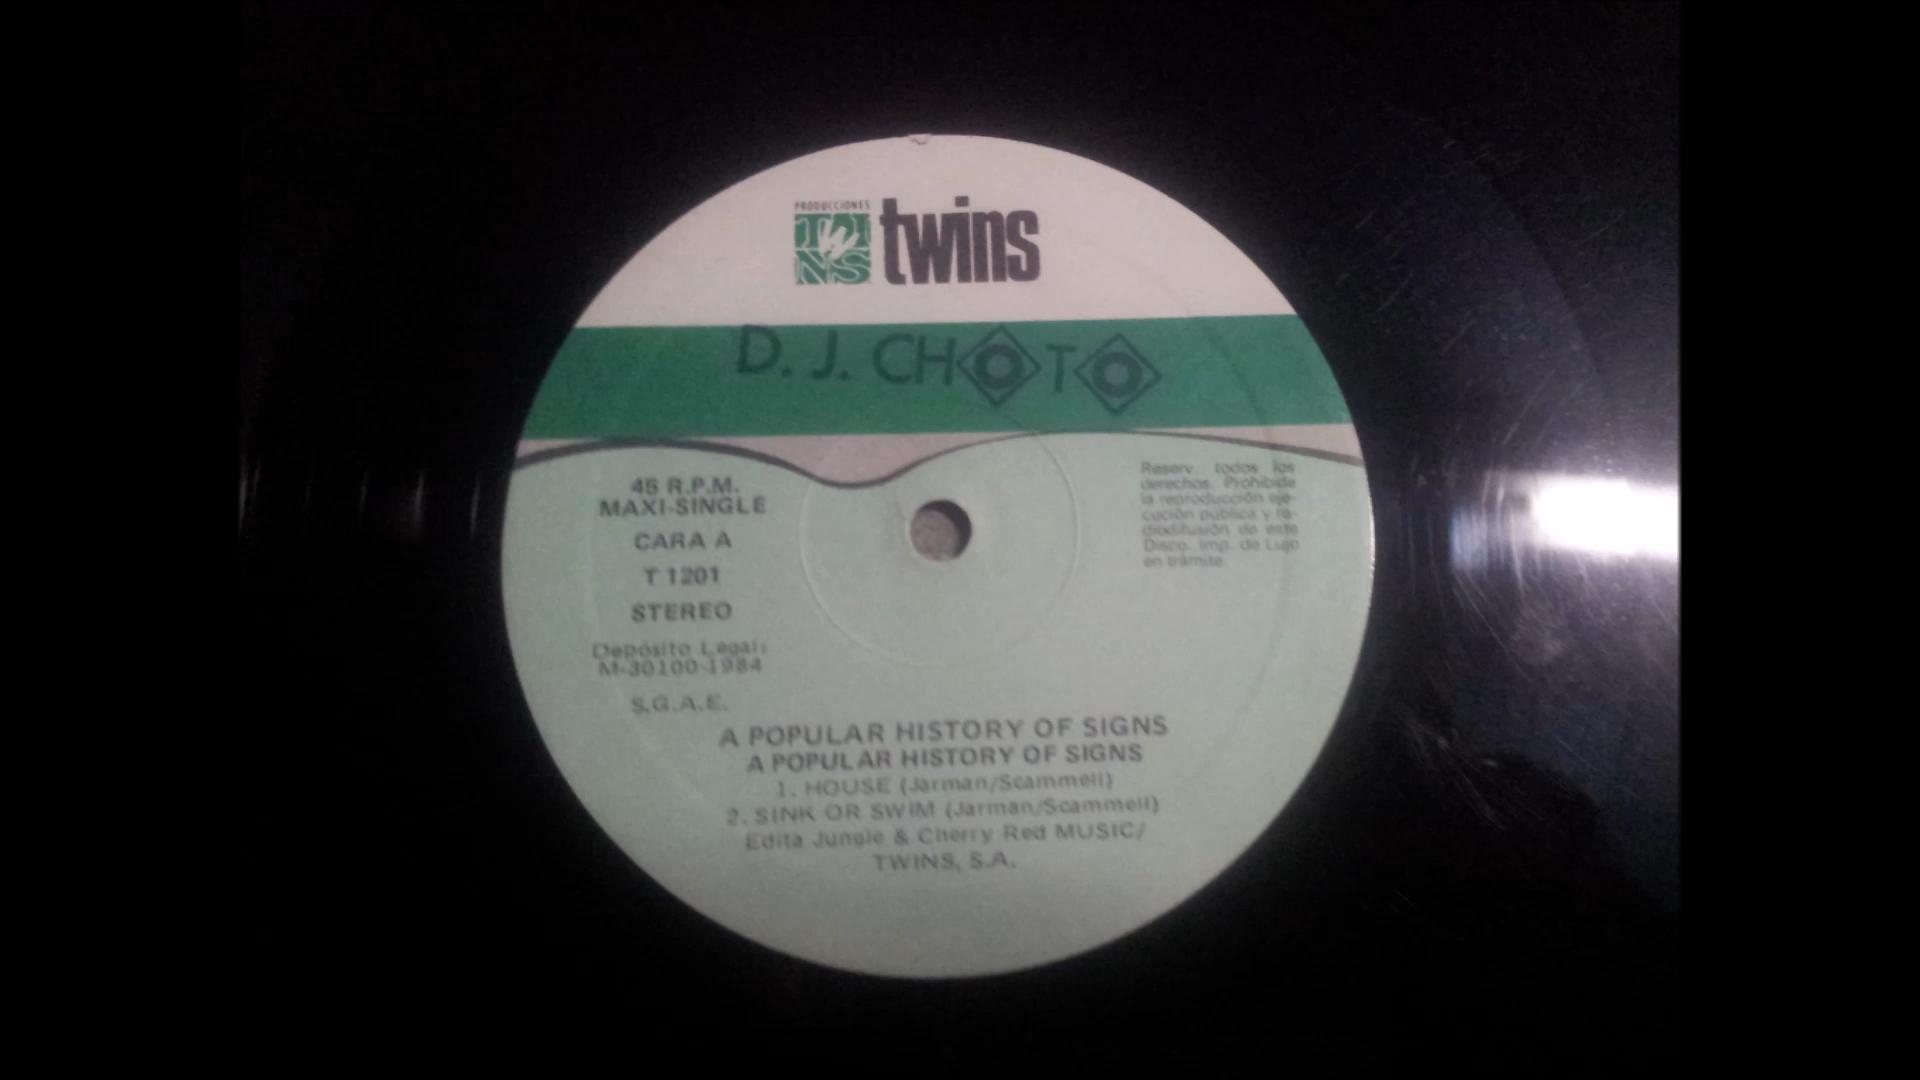 PRODUCCIONES
TWINS
twins
D. J. CHOTO
45 R.P.M.
MAXI-SINGLE
CARA A
T 1201
STEREO
Depósito Legal:
M-30100-1984
S.G.A.E.
Reserv. todos los
derechos. Prohibida
la reproducción eje-
cución pública y ra-
diodifusión de este
Disco. Imp. de Lujo
en trámite.
A POPULAR HISTORY OF SIGNS
A POPULAR HISTORY OF SIGNS
1. HOUSE (Jarman/Scammell)
2. SINK OR SWIM (Jarman/Scammell)
Edita Jungle & Cherry Red MUSIC/
TWINS, S.A.